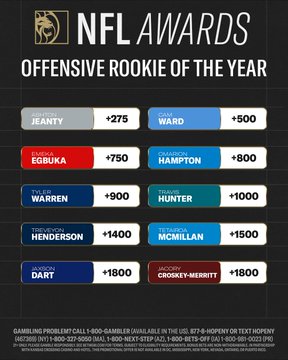 NFL AWARDS
OFFENSIVE ROOKIE OF THE YEAR
ASHTON
JEANTY +275
CAM
WARD +500
EMEKA
EGBUKA +750
OMARION
HAMPTON +800
TYLER
WARREN +900
TRAVIS
HUNTER +1000
TREVEYON
HENDERSON +1400
TETAIROA
MCMILLAN +1500
JAXSON
DART +1800
JACORY
CROSKEY-MERRITT +1800
GAMBLING PROBLEM? CALL 1-800-GAMBLER (AVAILABLE IN THE US), 877-8-HOPENY OR TEXT HOPENY
(467369) (NY) 1-800-327-5050 (MA), 1-800-NEXT-STEP (AZ), 1-800-BETS-OFF (IA) 1-800-981-0023 (PR)